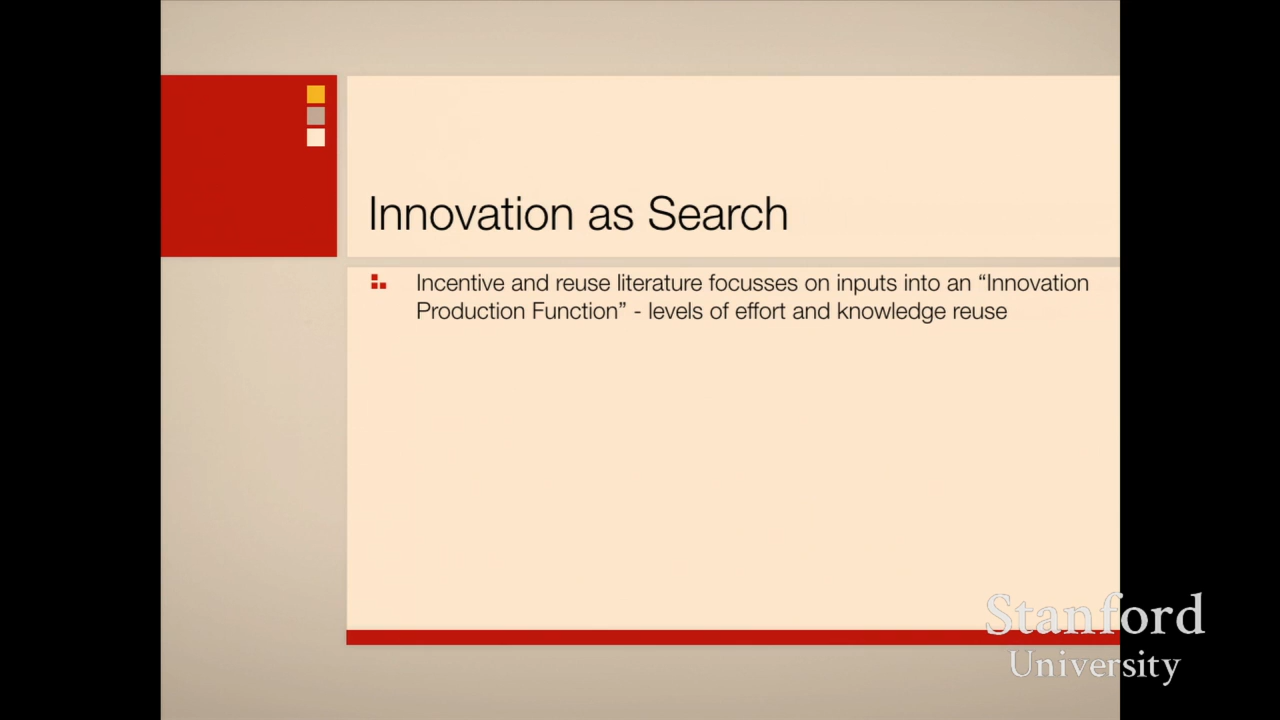 Innovation as Search
Incentive and reuse literature focusses on inputs into an “Innovation
Production Function” - levels of effort and knowledge reuse
Stanford
University